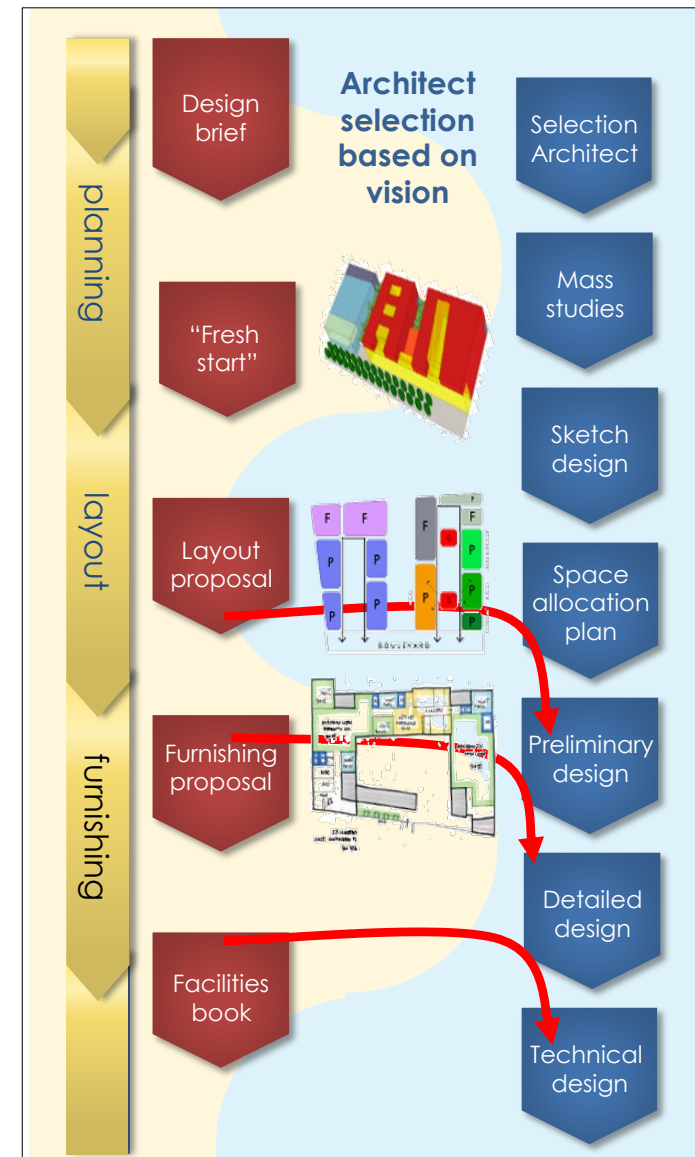 Design
brief
Architect
selection
based on
vision
Selection
Architect
planning
Mass
studies
"Fresh
start"
Sketch
design
layout
Layout
proposal
F
F
F
F
F
P
P
P
P
P
P
P
P
BOULEVARD
Space
allocation
plan
Furnishing
proposal
Preliminary
design
furnishing
Detailed
design
Facilities
book
Technical
design